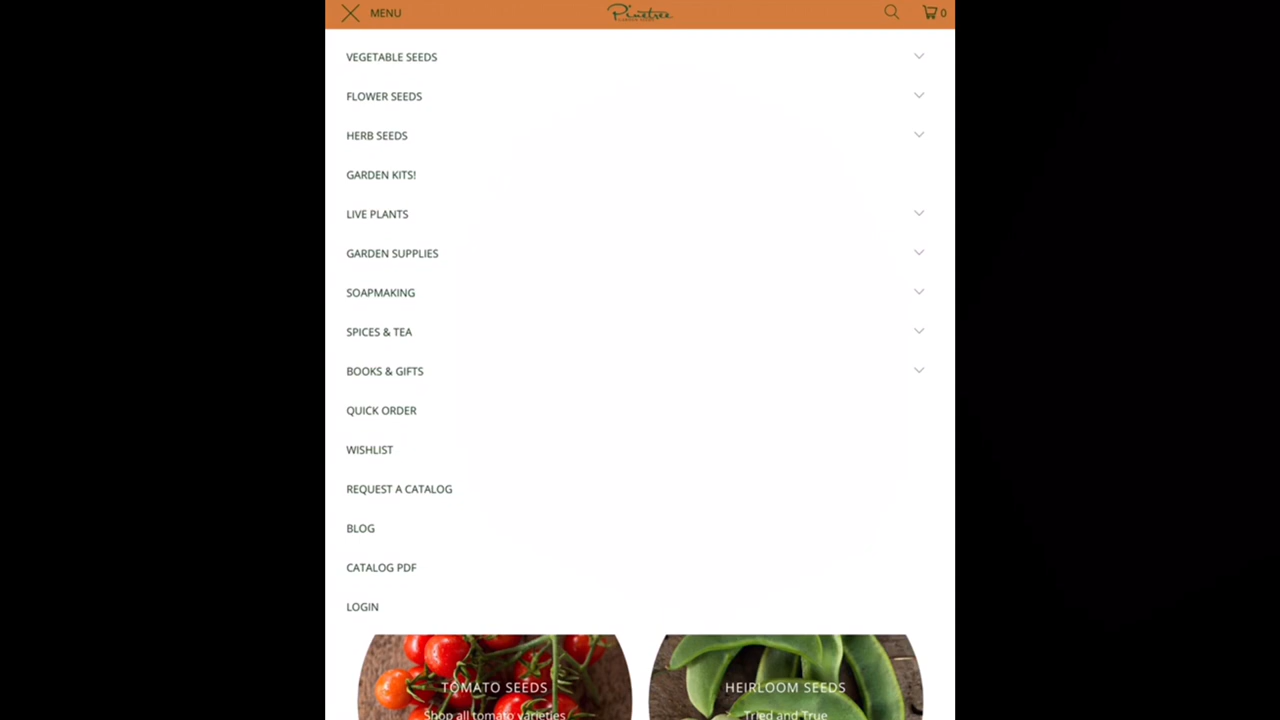 MENU
Pinetree
0
VEGETABLE SEEDS
FLOWER SEEDS
HERB SEEDS
GARDEN KITS!
LIVE PLANTS
GARDEN SUPPLIES
SOAPMAKING
SPICES & TEA
BOOKS & GIFTS
QUICK ORDER
WISHLIST
REQUEST A CATALOG
BLOG
CATALOG PDF
LOGIN
TOMATO SEEDS
Shop all tomato varieties
HEIRLOOM SEEDS
Tried and True